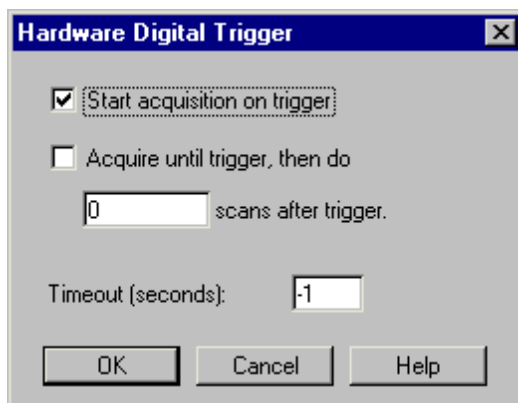 Hardware Digital Trigger
Start acquisition on trigger
Acquire until trigger, then do
0 scans after trigger.
Timeout (seconds): -1
OK Cancel Help